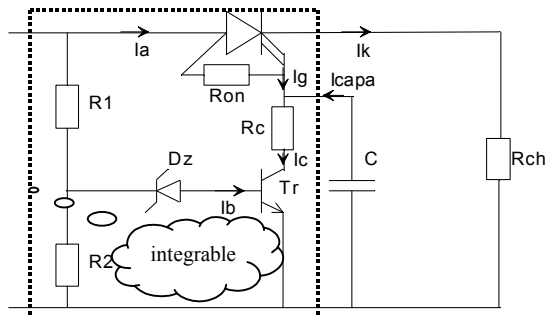 Ia
Ik
R1
Ron
Ig
Icapa
Rc
Dz
Ic
C
Rch
Tr
Ib
R2
integrable